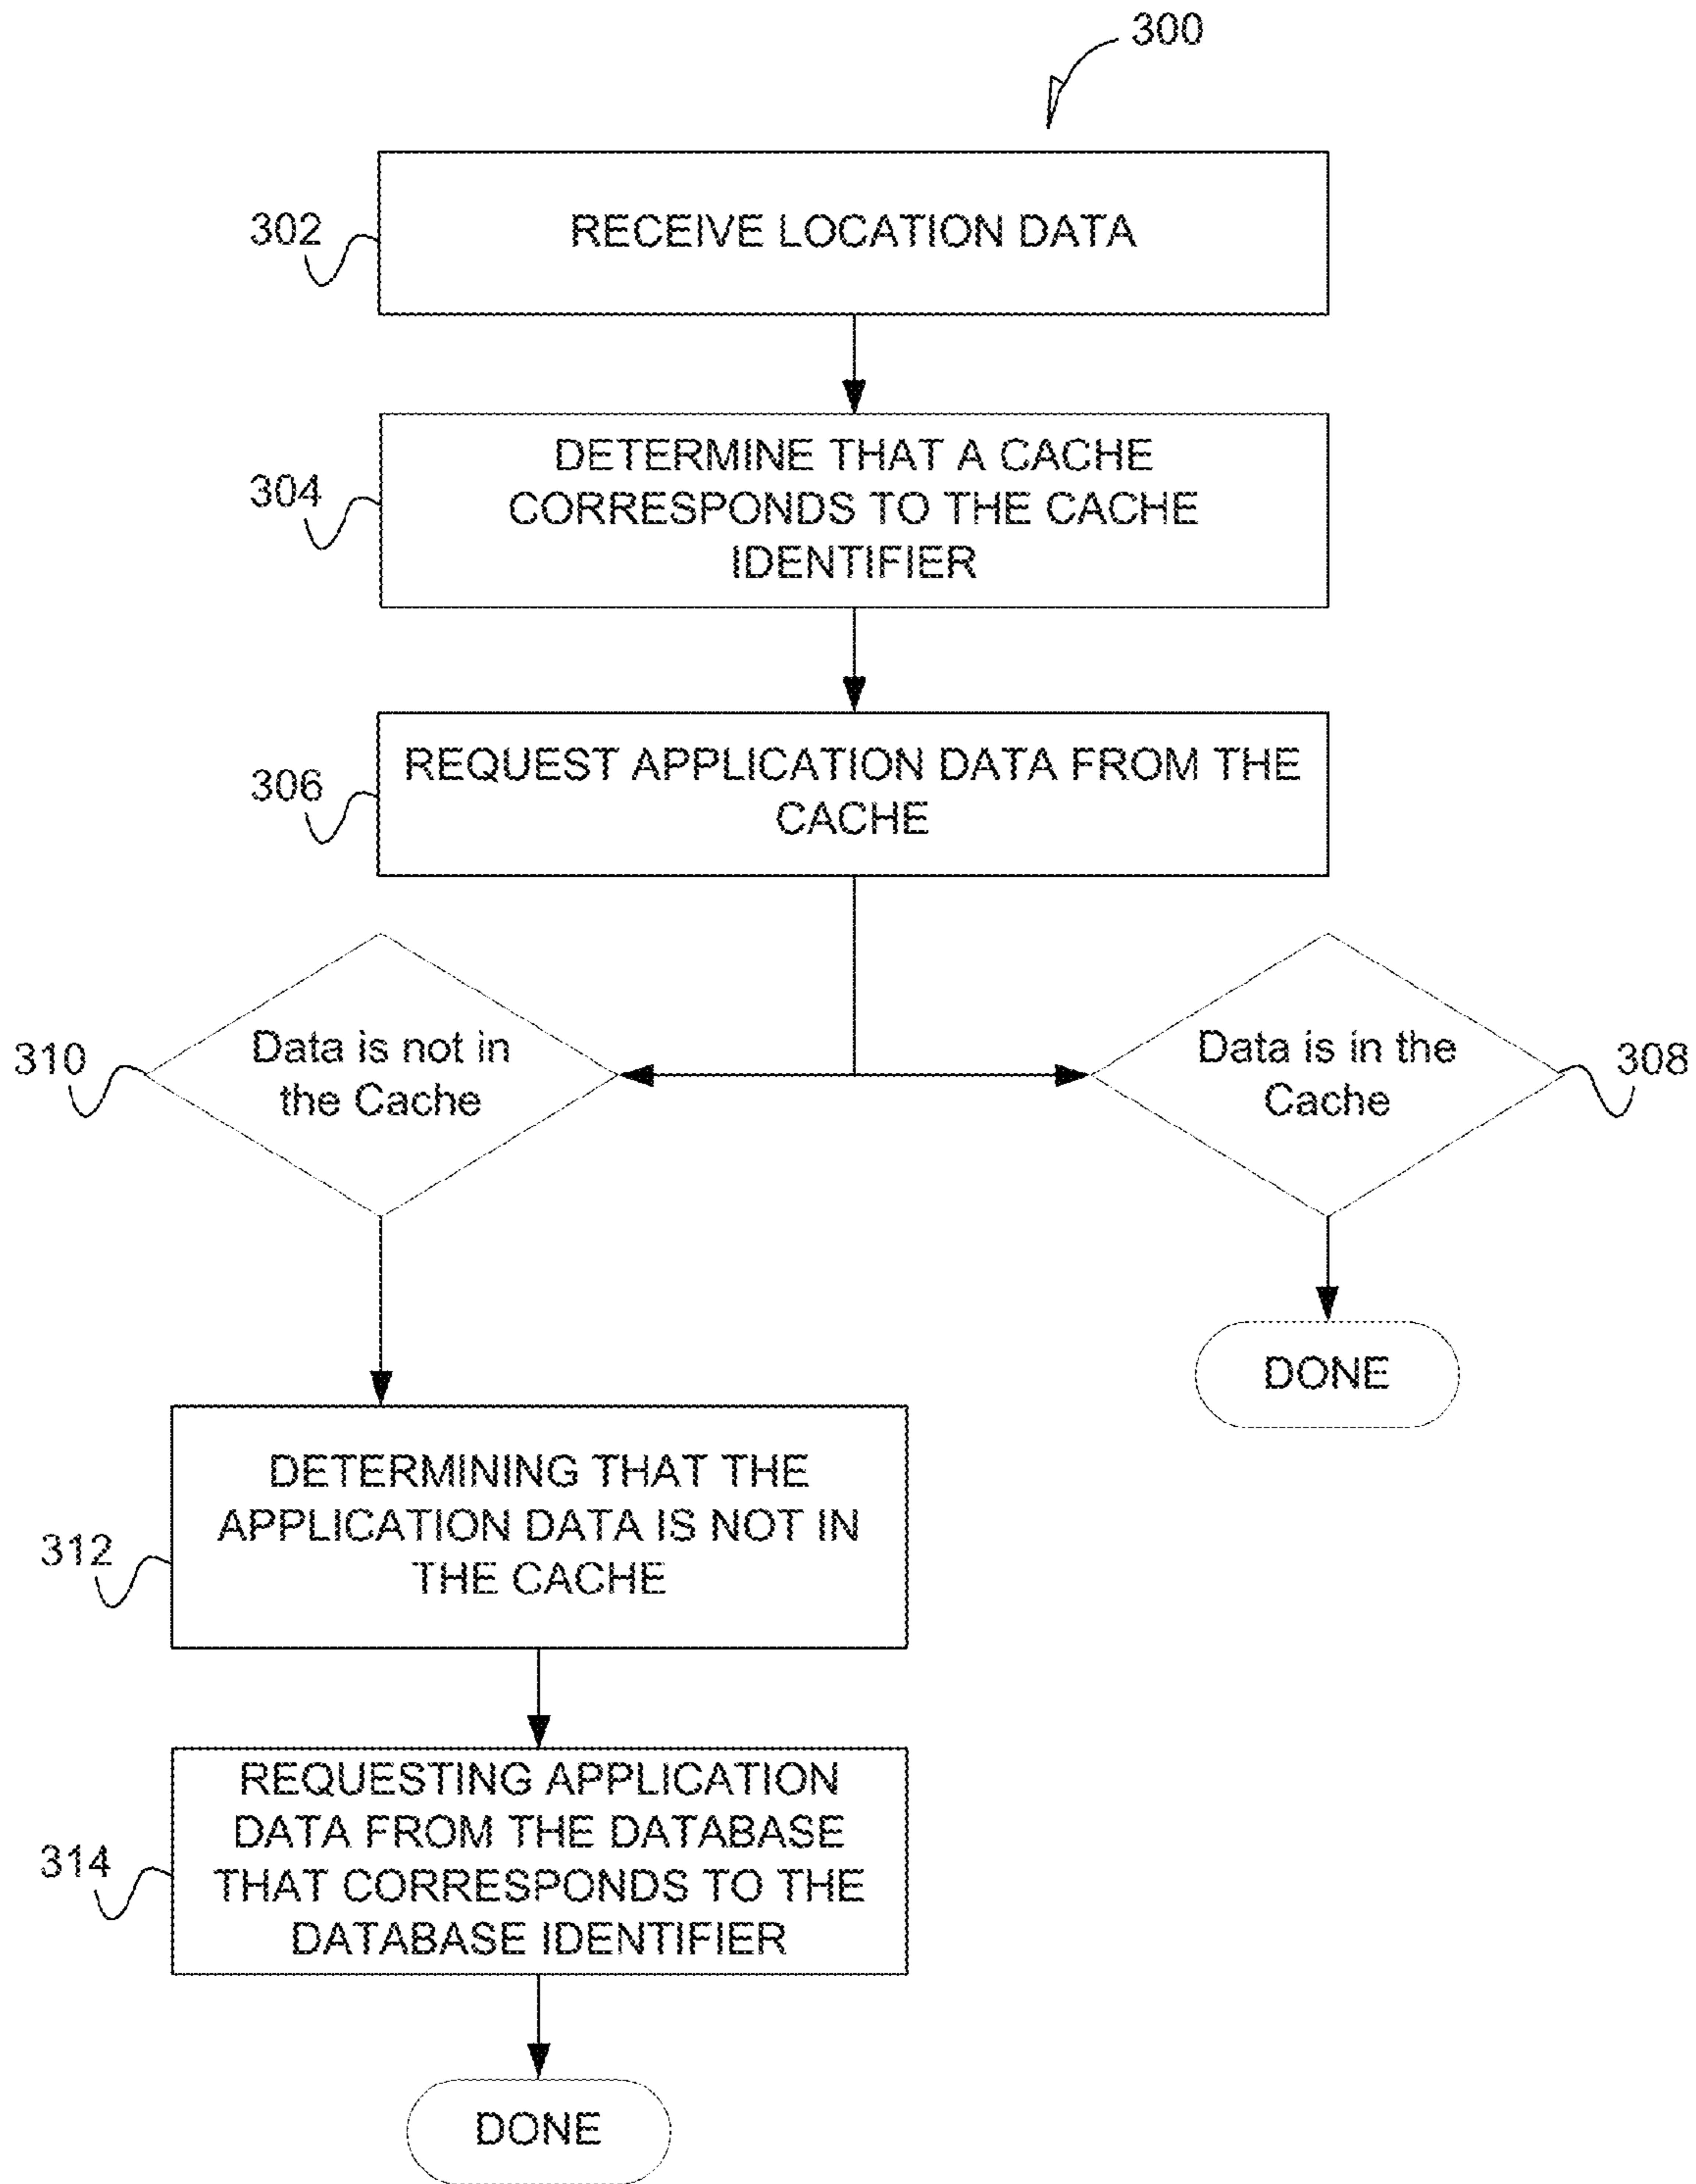 300
302
RECEIVE LOCATION DATA
304
DETERMINE THAT A CACHE
CORRESPONDS TO THE CACHE
IDENTIFIER
306
REQUEST APPLICATION DATA FROM THE
CACHE
310
Data is not in
the Cache
Data is in the
Cache
308
DONE
312
DETERMINING THAT THE
APPLICATION DATA IS NOT IN
THE CACHE
314
REQUESTING APPLICATION
DATA FROM THE DATABASE
THAT CORRESPONDS TO THE
DATABASE IDENTIFIER
DONE